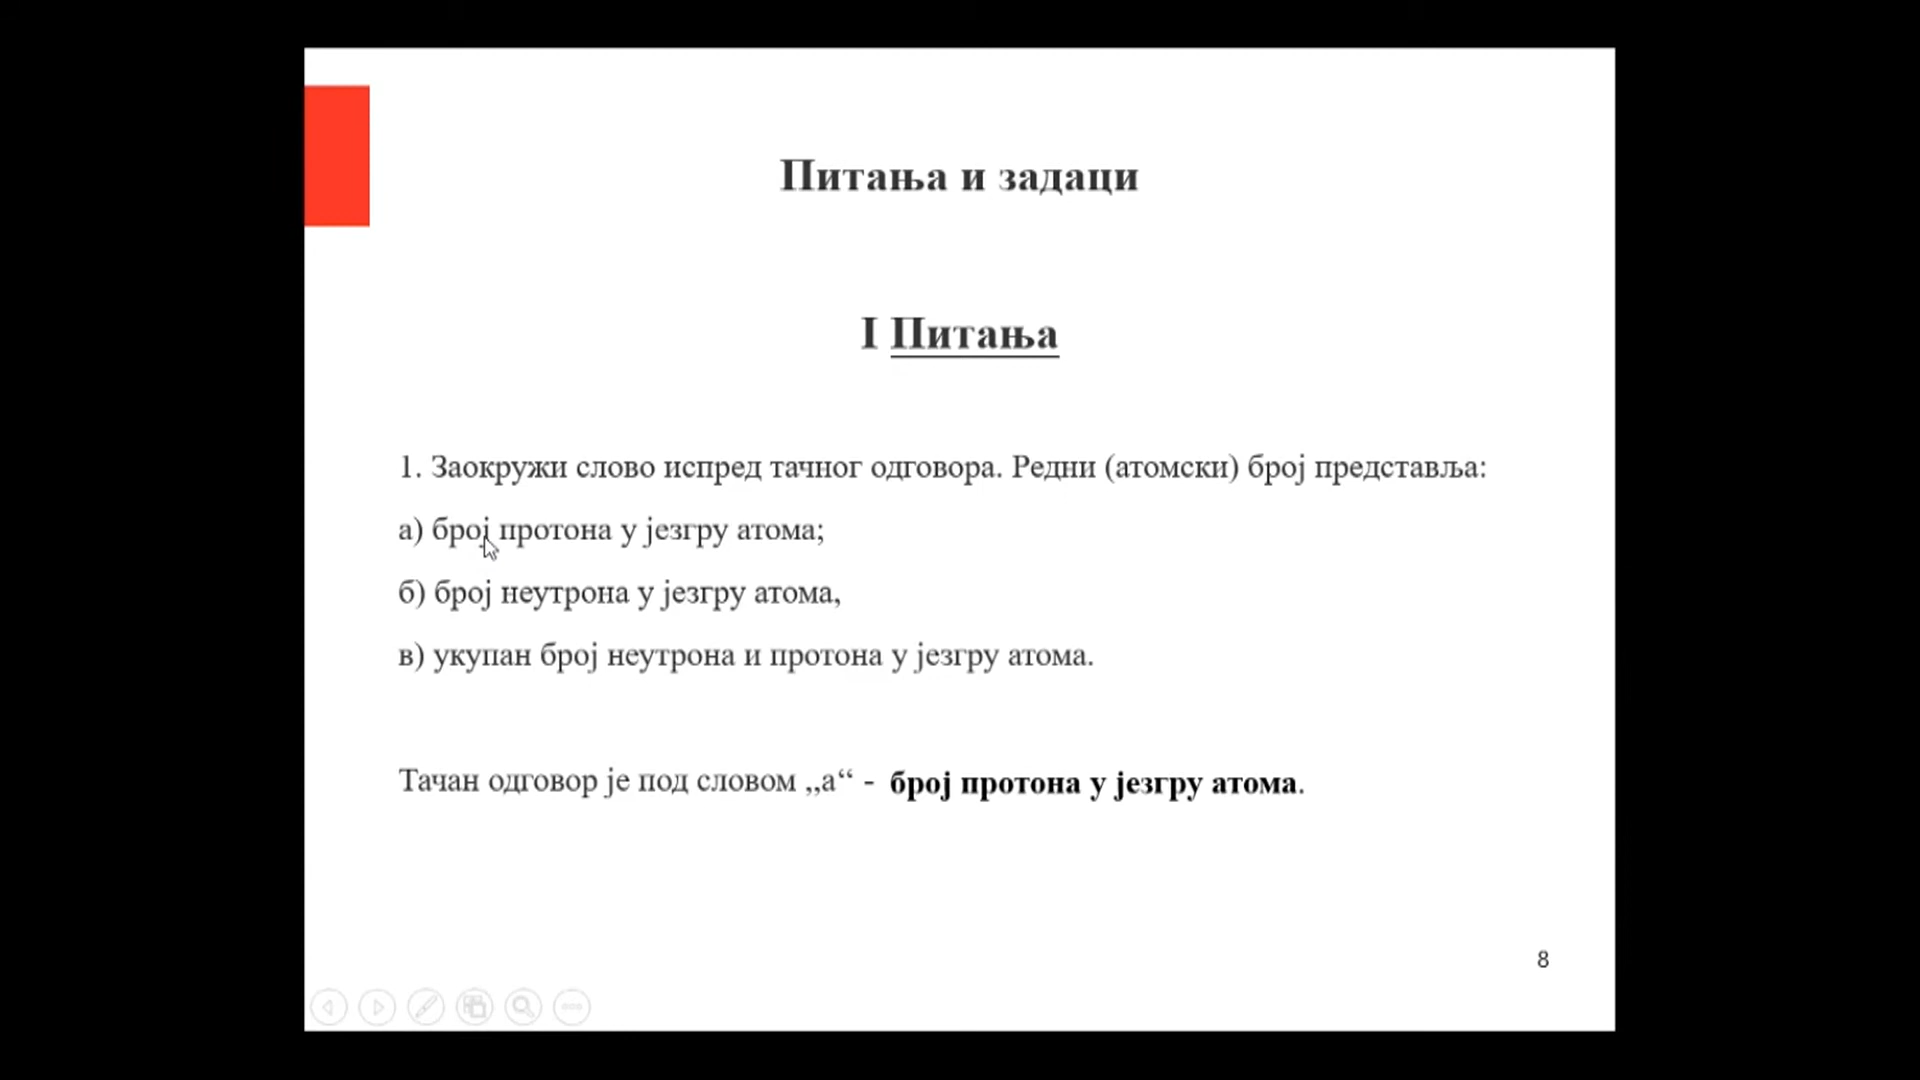 Питања и задаци
I Питања
1. Заокружи слово испред тачног одговора. Редни (атомски) број представља:
а) број протона у језгру атома;
б) број неутрона у језгру атома,
в) укупан број неутрона и протона у језгру атома.
Тачан одговор је под словом „а“ - број протона у језгру атома.
8